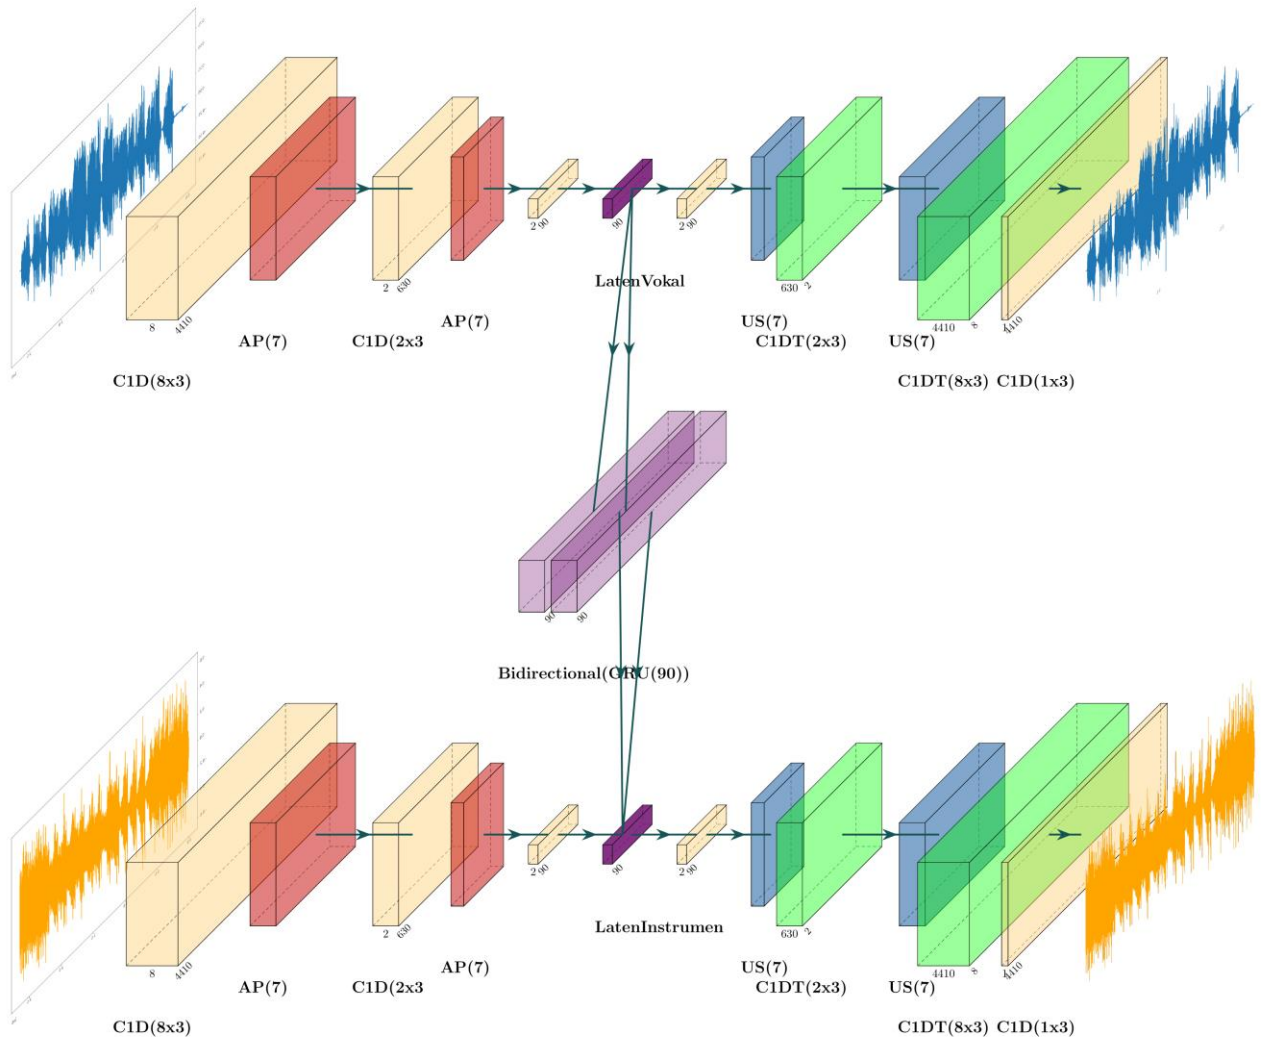 2 90
90
2 90
LatenVokal
8
4410
2
630
630
2
4410
8
4410
AP(7)
US(7)
AP(7)
C1D(2x3
C1DT(2x3)
US(7)
C1D(8x3)
C1DT(8x3)
C1D(1x3)
90
90
Bidirectional(GRU(90))
2 90
90
2 90
LatenInstrumen
2
630
630
2
8
4410
4410
8
4410
AP(7)
US(7)
AP(7)
C1D(2x3
C1DT(2x3)
US(7)
C1D(8x3)
C1DT(8x3)
C1D(1x3)